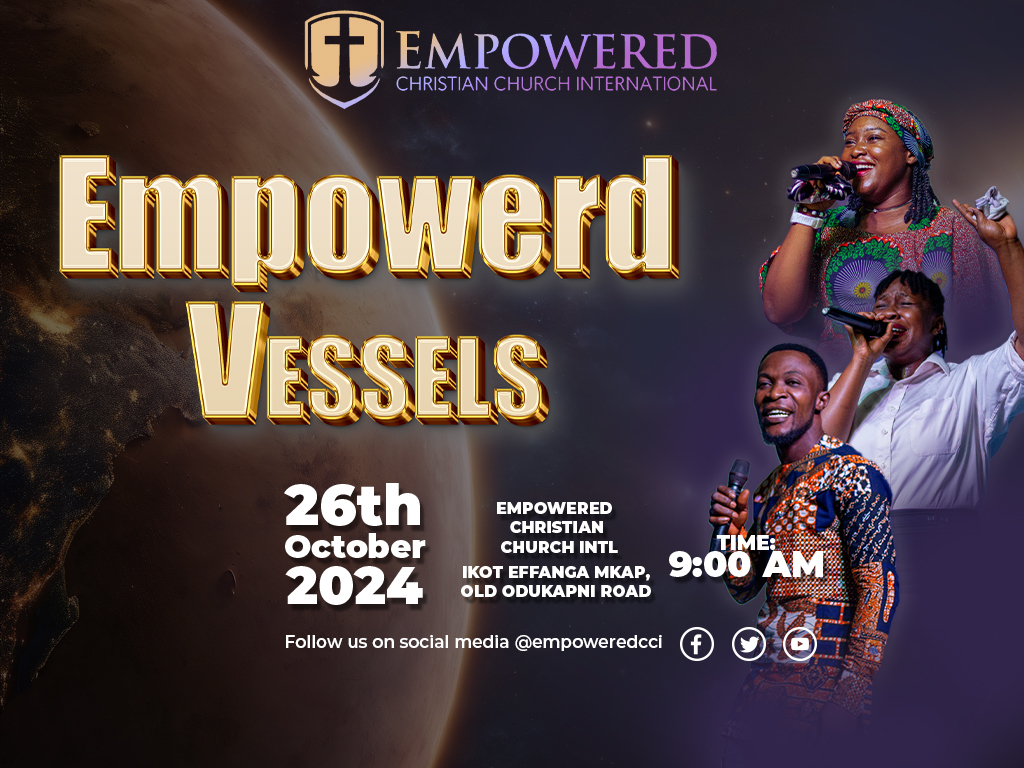 EMPOWERED
CHRISTIAN CHURCH INTERNATIONAL
Empowerd
VESSELS
26th
October
2024
EMPOWERED
CHRISTIAN
CHURCH INTL
IKOT EFFANGA MKAP,
OLD ODUKAPNI ROAD
TIME:
9:00 AM
Follow us on social media @empoweredcci